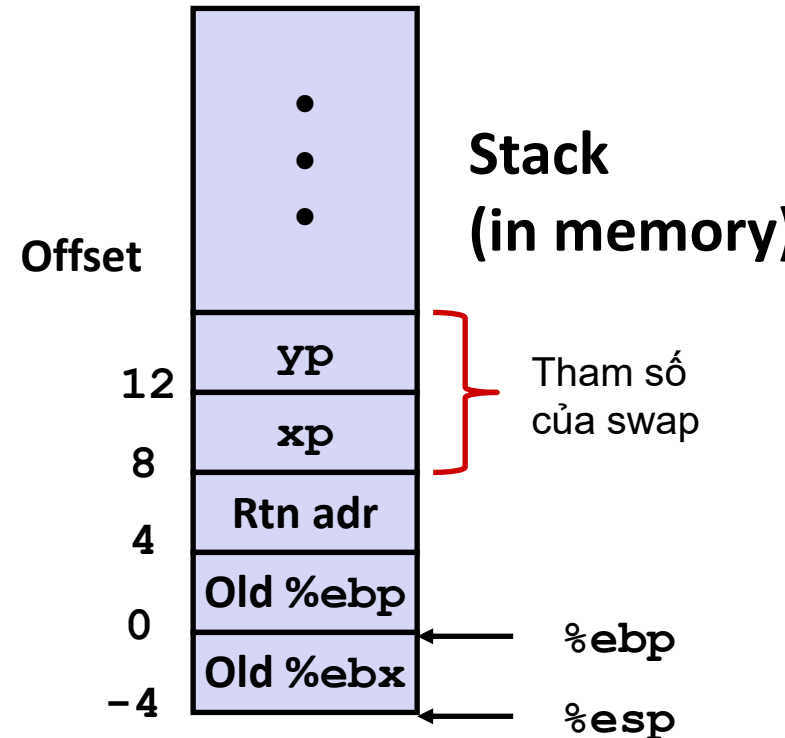 Stack
(in memory)
Offset
yp
12
Tham số
của swap
xp
8
Rtn adr
4
Old %ebp
0
%ebp
Old %ebx
-4
%esp